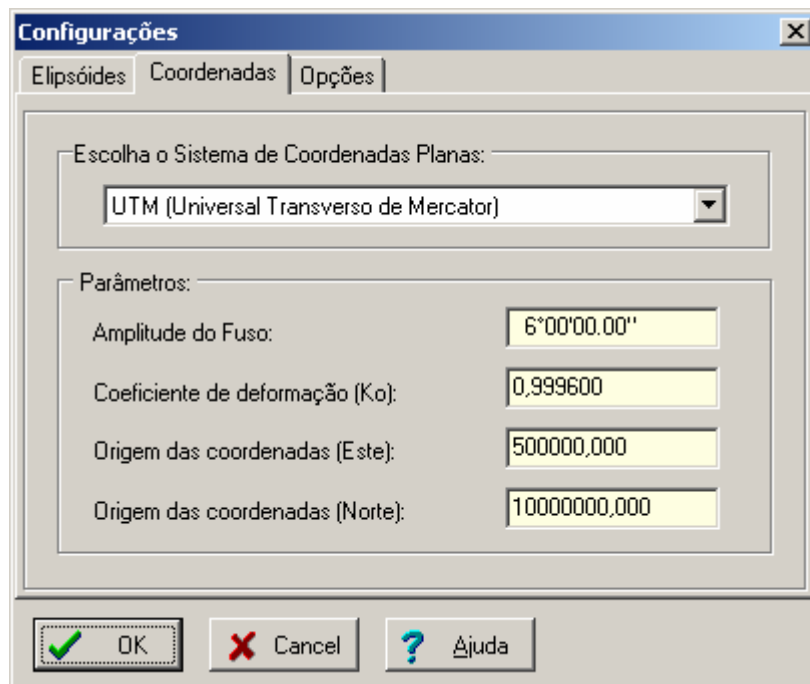 Configurações
Elipsóides Coordenadas Opções
Escolha o Sistema de Coordenadas Planas:
UTM (Universal Transverso de Mercator)
Parâmetros:
Amplitude do Fuso: 6°00'00.00"
Coeficiente de deformação (Ko): 0,999600
Origem das coordenadas (Este): 500000,000
Origem das coordenadas (Norte): 10000000,000
OK Cancel ? Ajuda